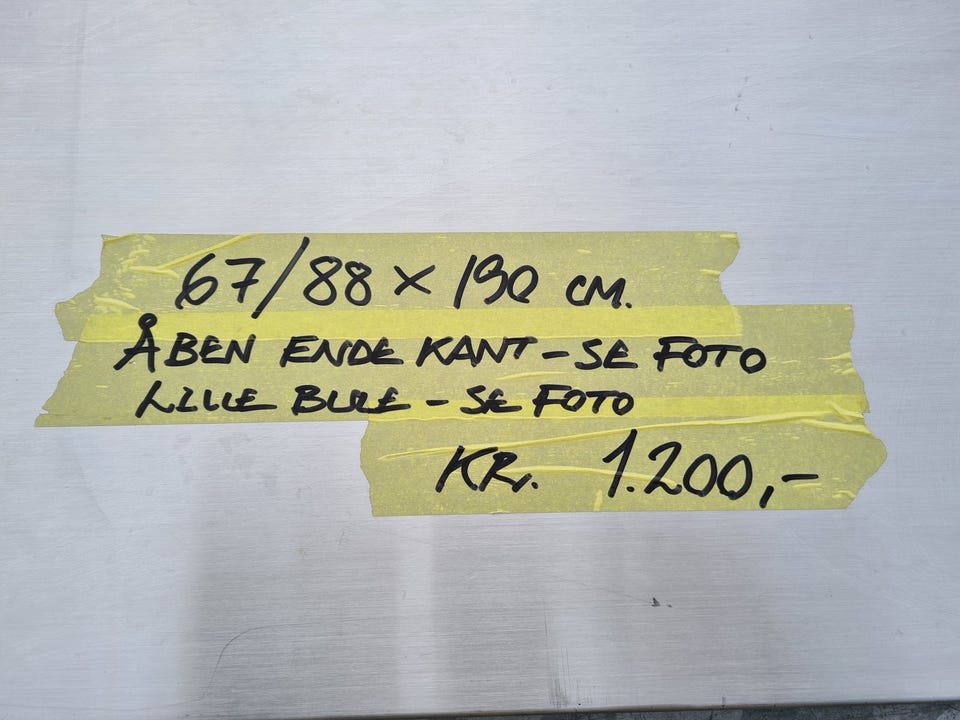 67/88 x 190 CM.
ÅBEN ENDE KANT - SE FOTO
LILLE BULE - SE FOTO
KR. 1.200,-